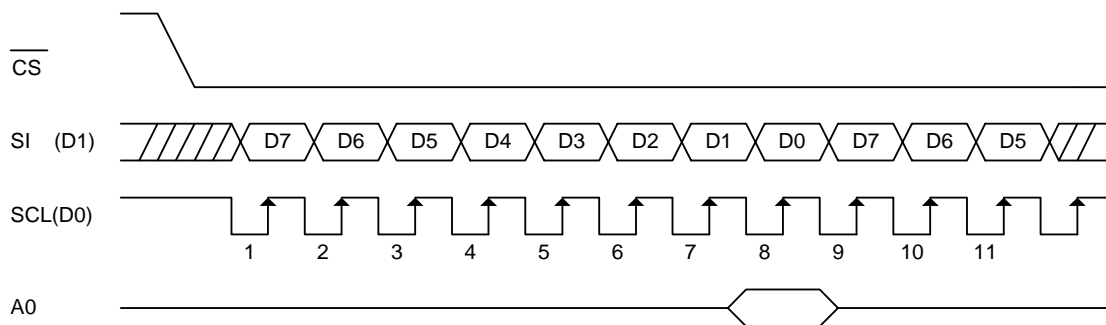 CS
SI (D1) D7 D6 D5 D4 D3 D2 D1 D0 D7 D6 D5
SCL(D0)
1 2 3 4 5 6 7 8 9 10 11
A0